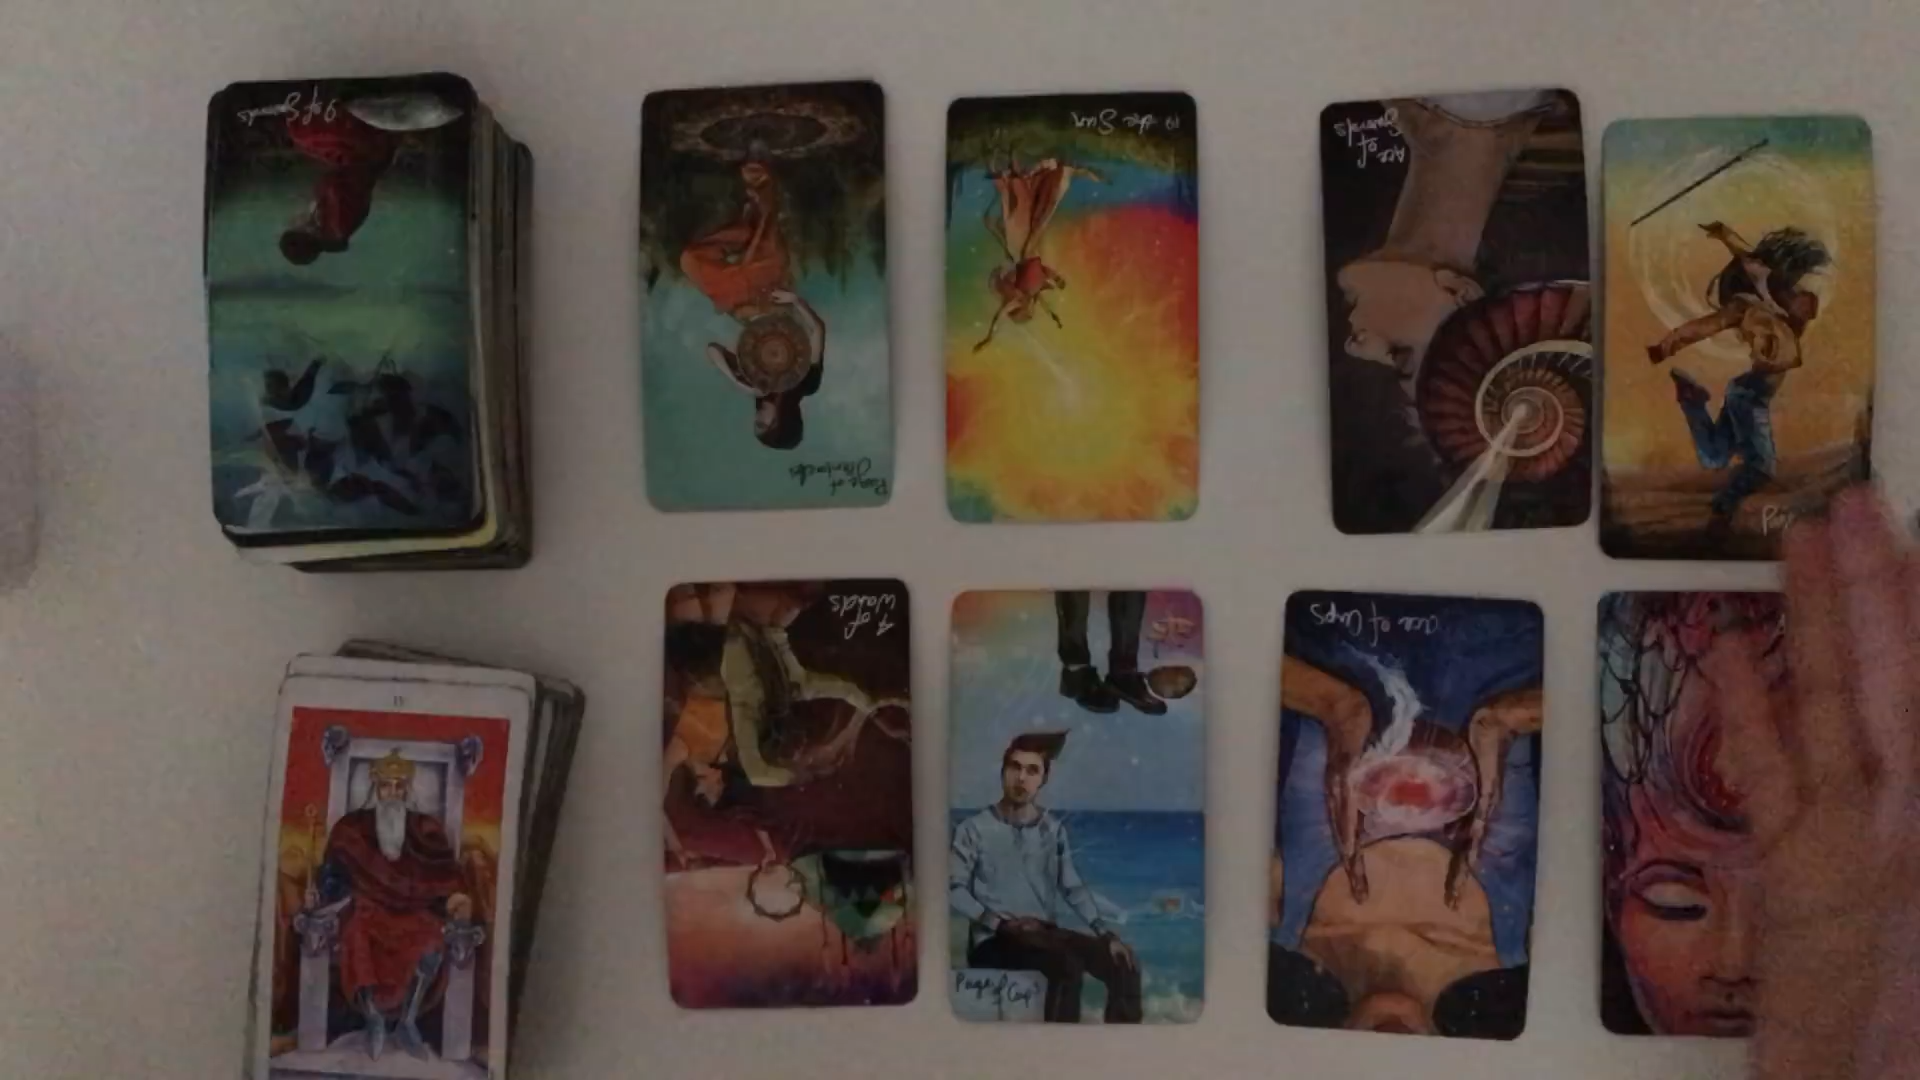 9 of Swords
Page of
Pentacles
19 the Sun
Ace
of
Swords
4
of
Wands
Page of Cups
ace of Cups